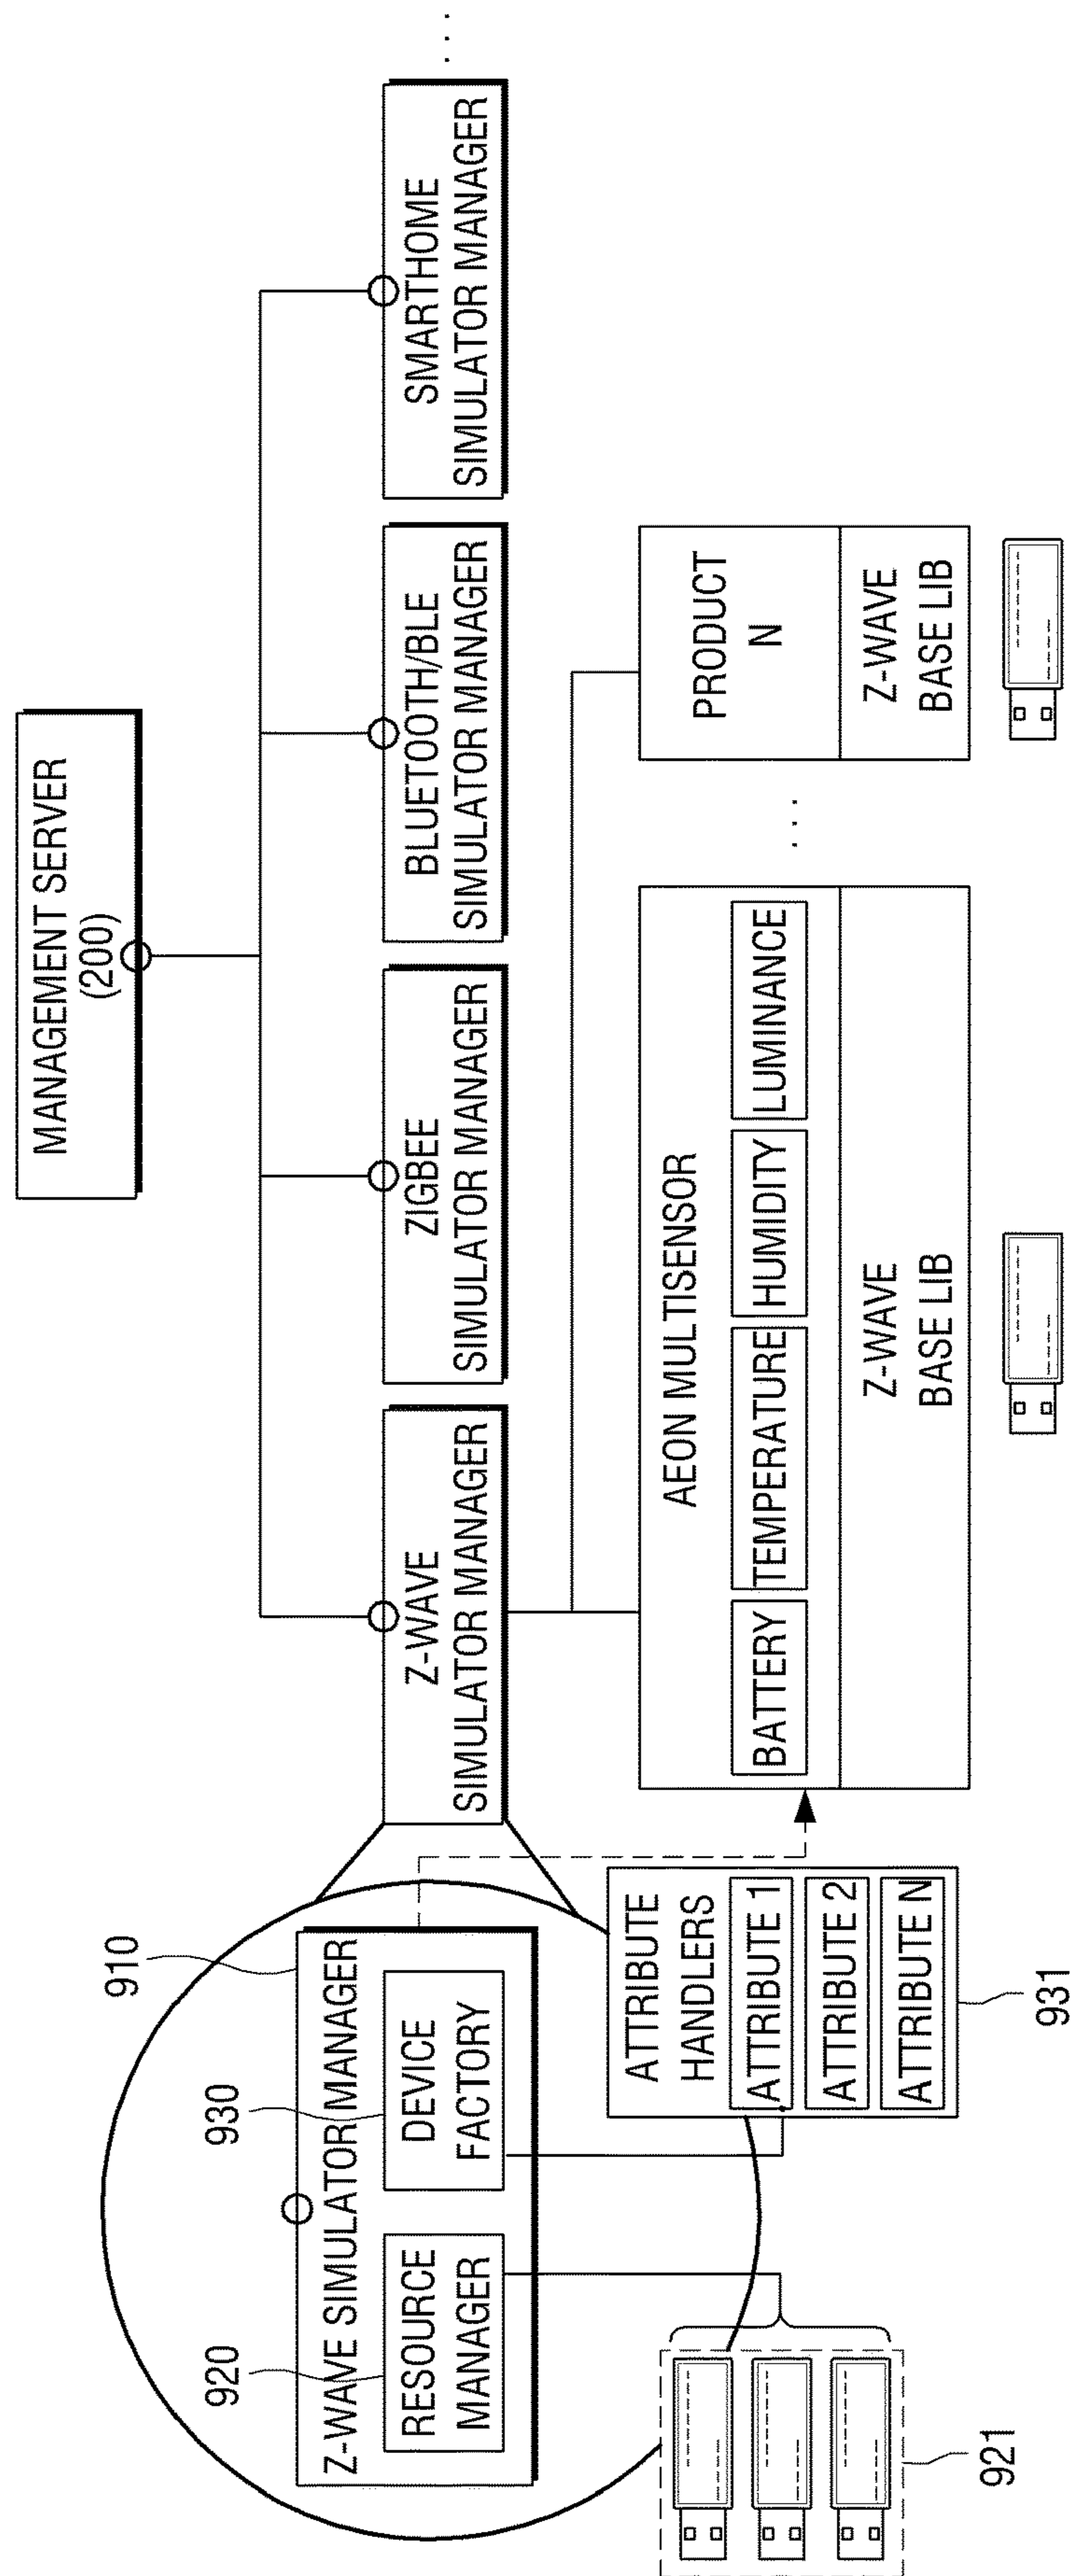 MANAGEMENT SERVER
(200)
Z-WAVE
SIMULATOR MANAGER
ZIGBEE
SIMULATOR MANAGER
BLUETOOTH/BLE
SIMULATOR MANAGER
SMARTHOME
SIMULATOR MANAGER
. . .
910
Z-WAVE SIMULATOR MANAGER
920
RESOURCE
MANAGER
930
DEVICE
FACTORY
921
ATTRIBUTE
HANDLERS
ATTRIBUTE 1
ATTRIBUTE 2
ATTRIBUTE N
931
AEON MULTISENSOR
BATTERY
TEMPERATURE
HUMIDITY
LUMINANCE
Z-WAVE
BASE LIB
. . .
PRODUCT
N
Z-WAVE
BASE LIB